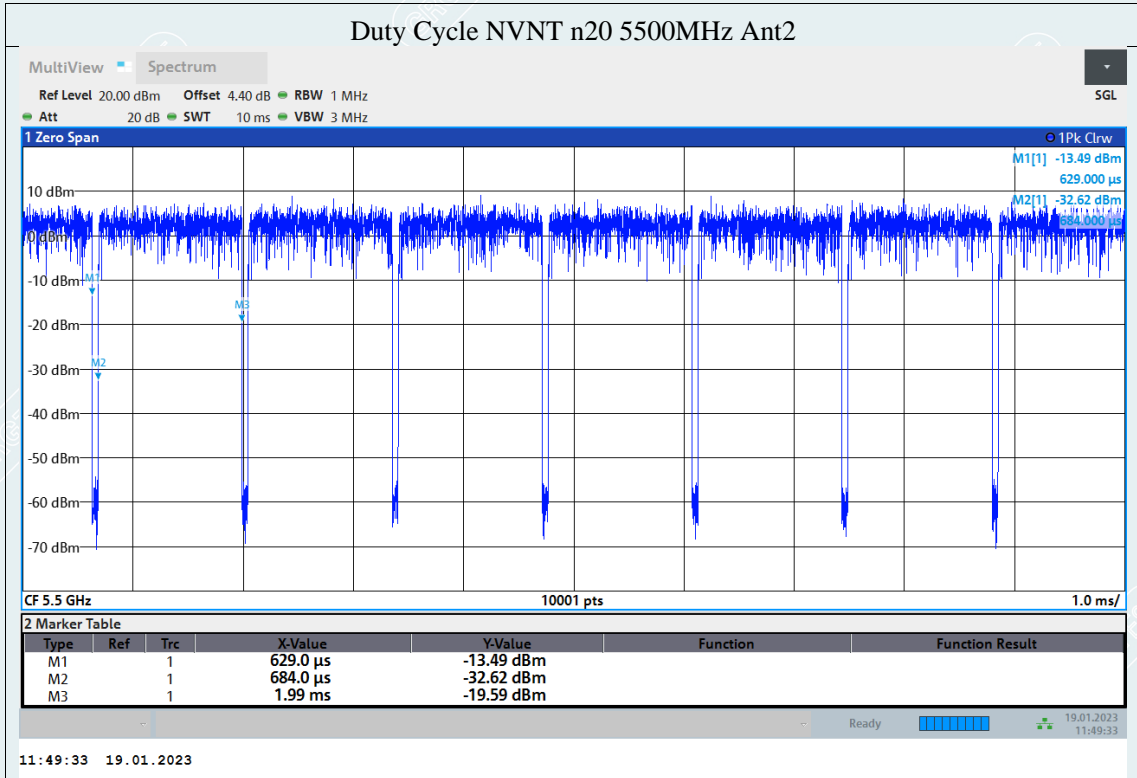 Duty Cycle NVNT n20 5500MHz Ant2
MultiView Spectrum
Ref Level 20.00 dBm Offset 4.40 dB RBW 1 MHz
SGL
Att 20 dB SWT 10 ms VBW 3 MHz
1 Zero Span 1Pk Clrw
M1[1] -13.49 dBm
629.000 µs
M2[1] -32.62 dBm
684.000 µs
10 dBm
0 dBm
-10 dBm
M1
M3
-20 dBm
M2
-30 dBm
-40 dBm
-50 dBm
-60 dBm
-70 dBm
CF 5.5 GHz 10001 pts 1.0 ms/
2 Marker Table
Type Ref Trc X-Value Y-Value Function Function Result
M1 1 629.0 µs -13.49 dBm
M2 1 684.0 µs -32.62 dBm
M3 1 1.99 ms -19.59 dBm
Ready 19.01.2023
11:49:33
11:49:33 19.01.2023